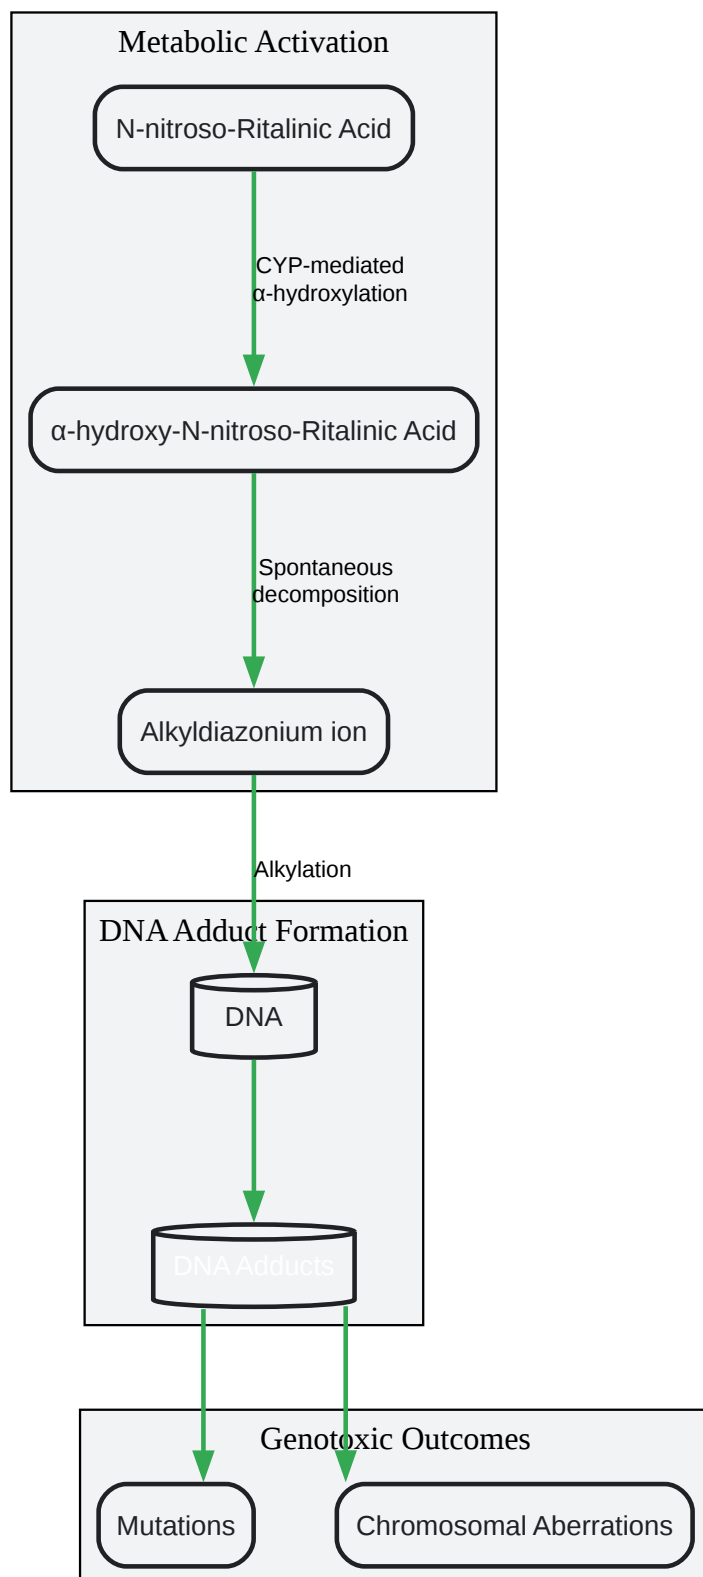 Metabolic Activation
N-nitroso-Ritalinic Acid
CYP-mediated
α-hydroxylation
α-hydroxy-N-nitroso-Ritalinic Acid
Spontaneous
decomposition
Alkyldiazonium ion
Alkylation
DNA Adduct Formation
DNA
DNA Adducts
Genotoxic Outcomes
Mutations
Chromosomal Aberrations